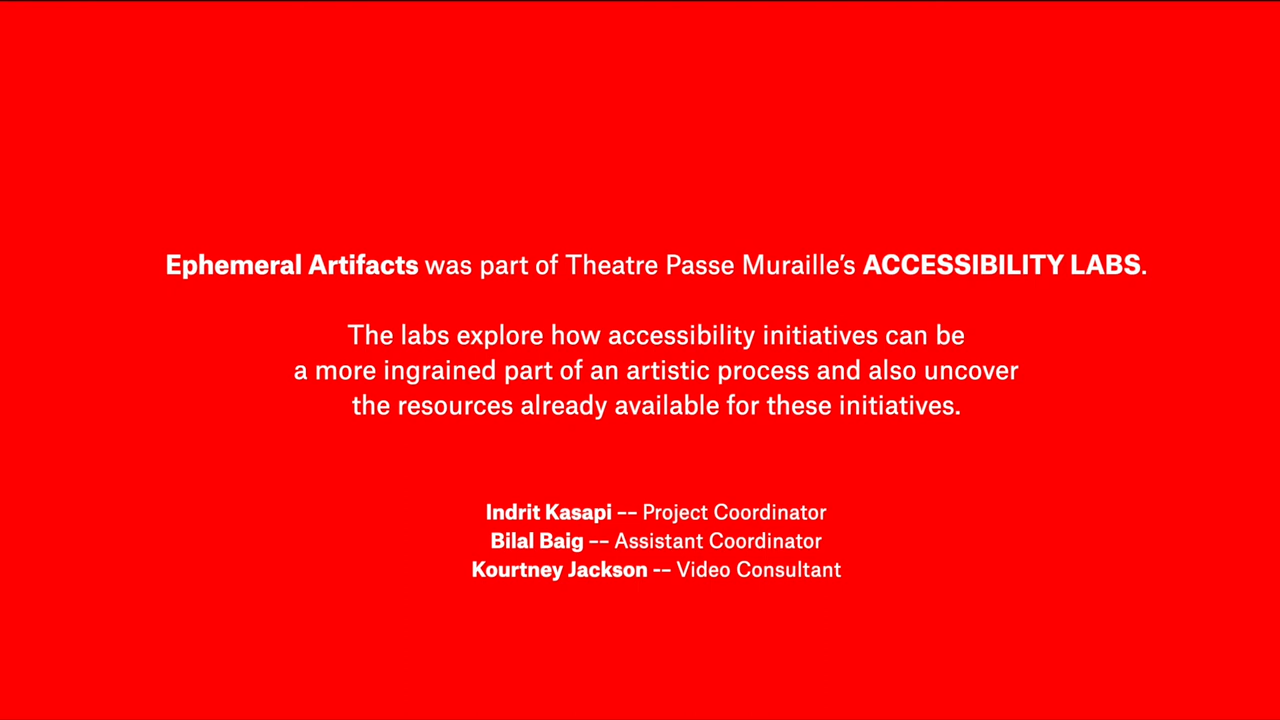 Ephemeral Artifacts was part of Theatre Passe Muraille’s ACCESSIBILITY LABS.
The labs explore how accessibility initiatives can be
a more ingrained part of an artistic process and also uncover
the resources already available for these initiatives.
Indrit Kasapi –– Project Coordinator
Bilal Baig –– Assistant Coordinator
Kourtney Jackson –– Video Consultant